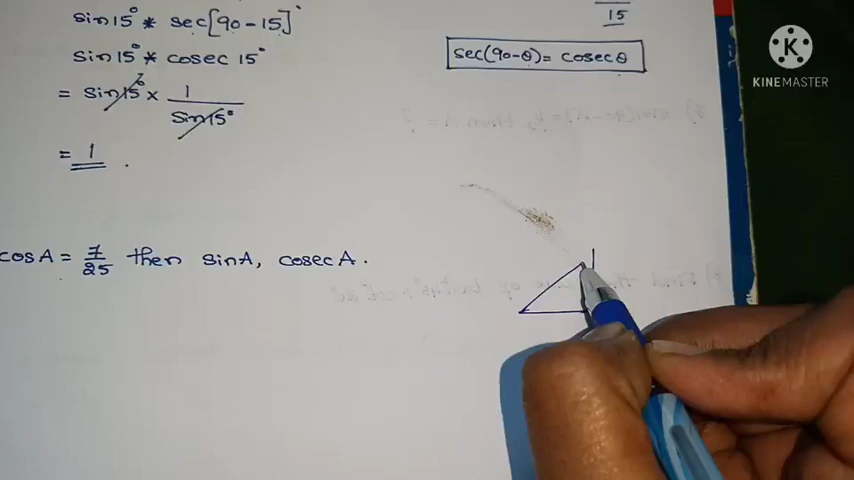 sin15° * sec[90-15]°
sin15° * cosec 15°
= sin15° × 1/sin15°
= 1 .
15
sec(90-θ) = cosecθ
cosA = 7/25 then sinA, cosecA.
K
KINEMASTER